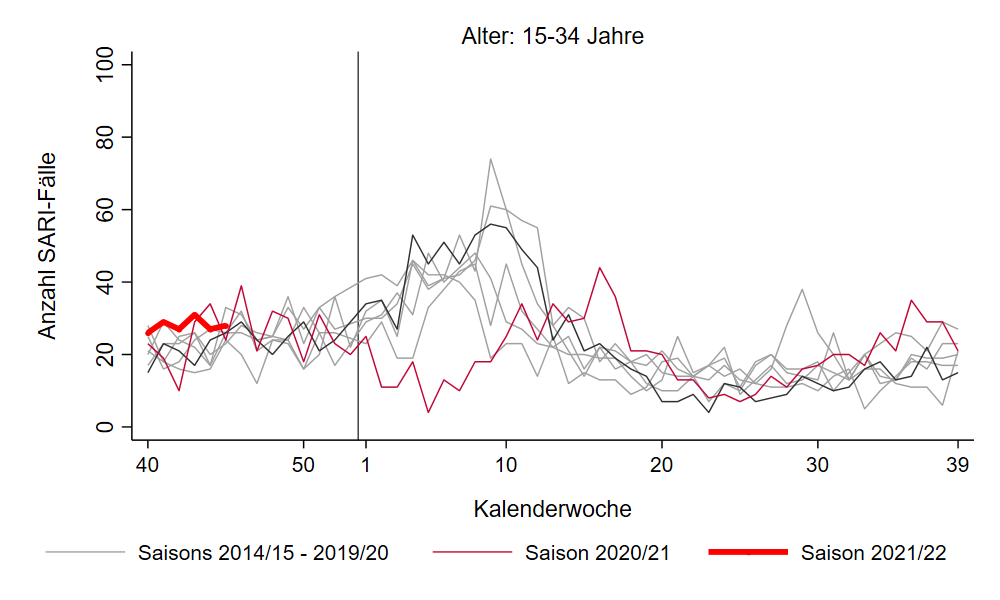 Alter: 15-34 Jahre
Anzahl SARI-Fälle
100
80
60
40
20
0
40 50 1 10 20 30 39
Kalenderwoche
Saisons 2014/15 - 2019/20 Saison 2020/21 Saison 2021/22